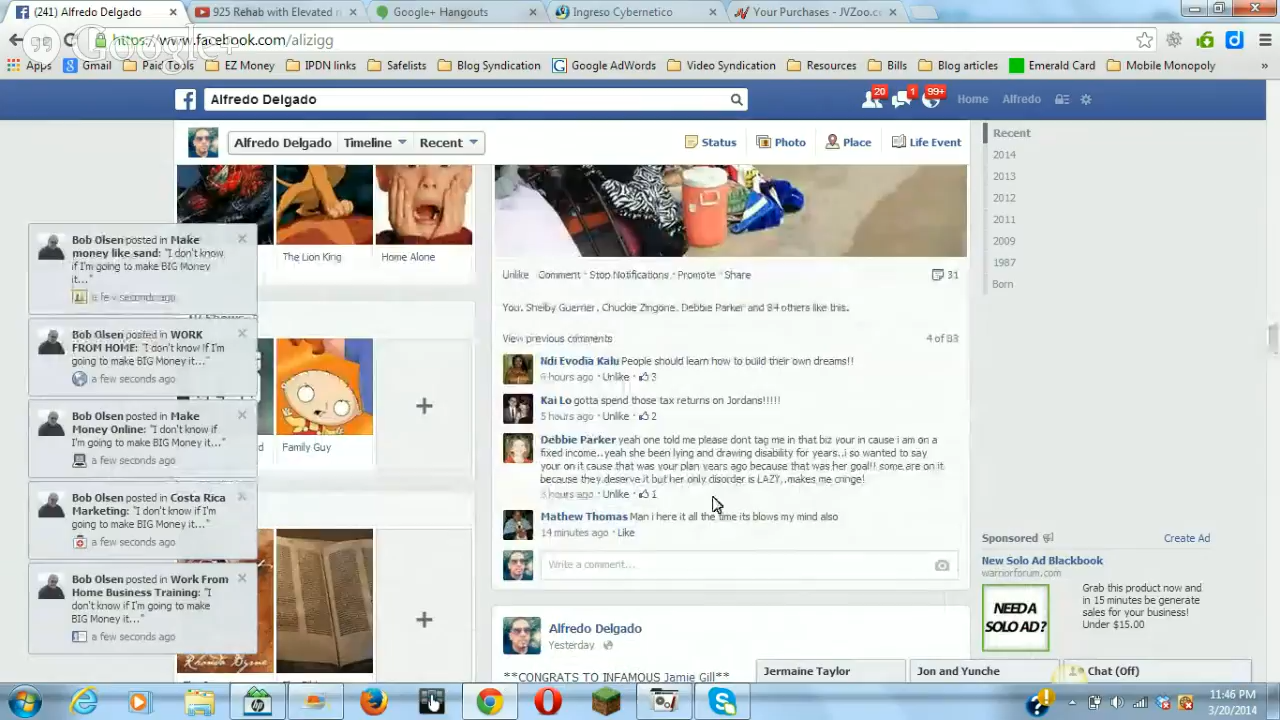 (241) Alfredo Delgado
925 Rehab with Elevated n
Google+ Hangouts
Ingreso Cybernetico
Your Purchases - JVZoo.c
Google+
https://www.facebook.com/alizigg
Apps
Gmail
Paid Tools
EZ Money
IPDN links
Safelists
Blog Syndication
Google AdWords
Video Syndication
Resources
Bills
Blog articles
Emerald Card
Mobile Monopoly
»
Alfredo Delgado
20
1
99+
Home
Alfredo
Alfredo Delgado
Timeline
Recent
Status
Photo
Place
Life Event
Recent
2014
2013
2012
2011
2009
1987
Born
The Lion King
Home Alone
Family Guy
Bob Olsen posted in Make
money like sand: "I don't know
if I'm going to make BIG Money
i..."
a few seconds ago
Bob Olsen posted in WORK
FROM HOME: "I don't know if I'm
going to make BIG Money it..."
a few seconds ago
Bob Olsen posted in Make
Money Online: "I don't know if
I'm going to make BIG Money it..."
a few seconds ago
Bob Olsen posted in Costa Rica
Marketing: "I don't know if I'm
going to make BIG Money it..."
a few seconds ago
Bob Olsen posted in Work From
Home Business Training: "I
don't know if I'm going to make
BIG Money it..."
a few seconds ago
Rhonda Byrne
Unlike · Comment · Stop Notifications · Promote · Share
31
You, Shelby Guerrier, Chuckie Zingone, Debbie Parker and 94 others like this.
View previous comments
4 of 33
Ndi Evodia Kalu People should learn how to build their own dreams!!
hours ago · Unlike · 3
Kai Lo gotta spend those tax returns on Jordans!!!!!
5 hours ago · Unlike · 2
Debbie Parker yeah one told me please dont tag me in that biz your in cause i am on a
fixed income..yeah she been lying and drawing disability for years..i so wanted to say
your on it cause that was your plan years ago because that was her goal!! some are on it
because they deserve it but her only disorder is LAZY,.makes me cringe!
hours ago · Unlike · 1
Mathew Thomas Man i here it all the time its blows my mind also
14 minutes ago · Like
Write a comment...
Alfredo Delgado
Yesterday
**CONGRATS TO INFAMOUS Jamie Gill**
Sponsored
Create Ad
New Solo Ad Blackbook
warriorforum.com
NEED A
SOLO AD?
Grab this product now and
in 15 minutes be generate
sales for your business!
Under $15.00
Jermaine Taylor
Jon and Yunche
Chat (Off)
11:46 PM
3/20/2014